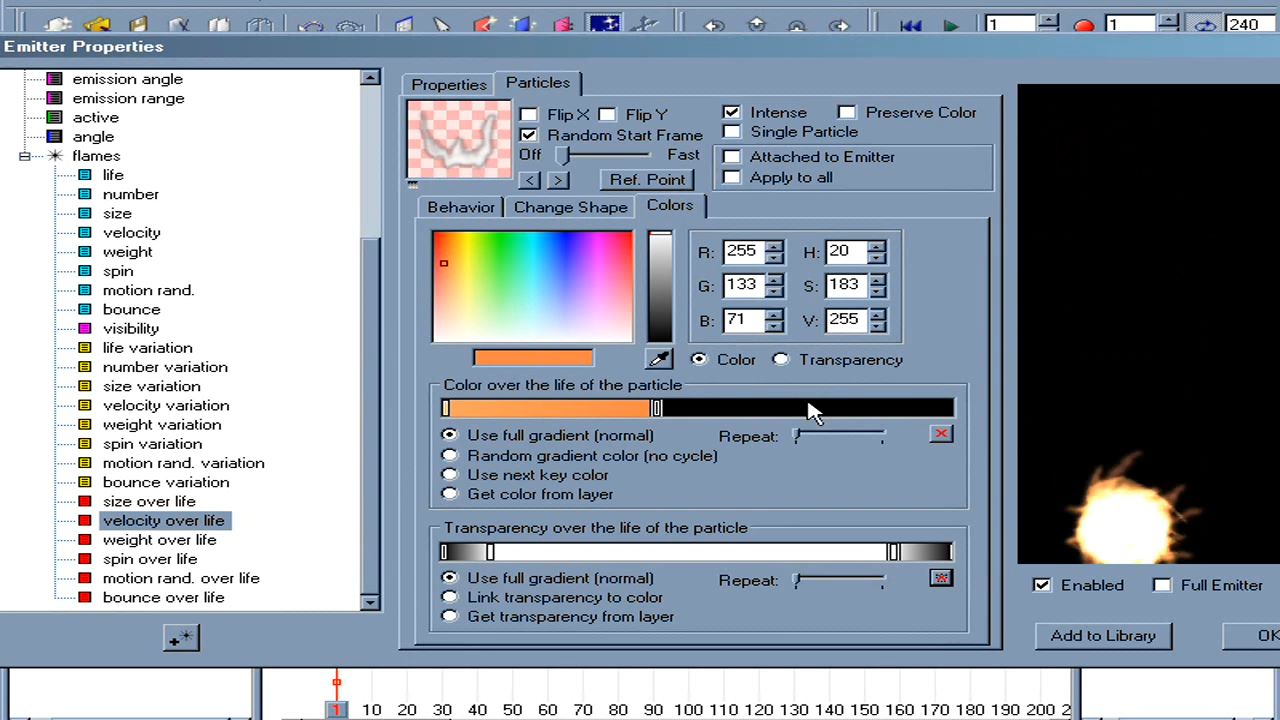 1 1 240
Emitter Properties
emission angle
emission range
active
angle
flames
life
number
size
velocity
weight
spin
motion rand.
bounce
visibility
life variation
number variation
size variation
velocity variation
weight variation
spin variation
motion rand. variation
bounce variation
size over life
velocity over life
weight over life
spin over life
motion rand. over life
bounce over life
Properties Particles
Flip X Flip Y
Random Start Frame
Off Fast
< > Ref. Point
Intense Preserve Color
Single Particle
Attached to Emitter
Apply to all
Behavior Change Shape Colors
R: 255 H: 20
G: 133 S: 183
B: 71 V: 255
Color Transparency
Color over the life of the particle
Use full gradient (normal) Repeat:
Random gradient color (no cycle)
Use next key color
Get color from layer
Transparency over the life of the particle
Use full gradient (normal) Repeat:
Link transparency to color
Get transparency from layer
Enabled Full Emitter
Add to Library OK
1 10 20 30 40 50 60 70 80 90 100 110 120 130 140 150 160 170 180 190 200 2